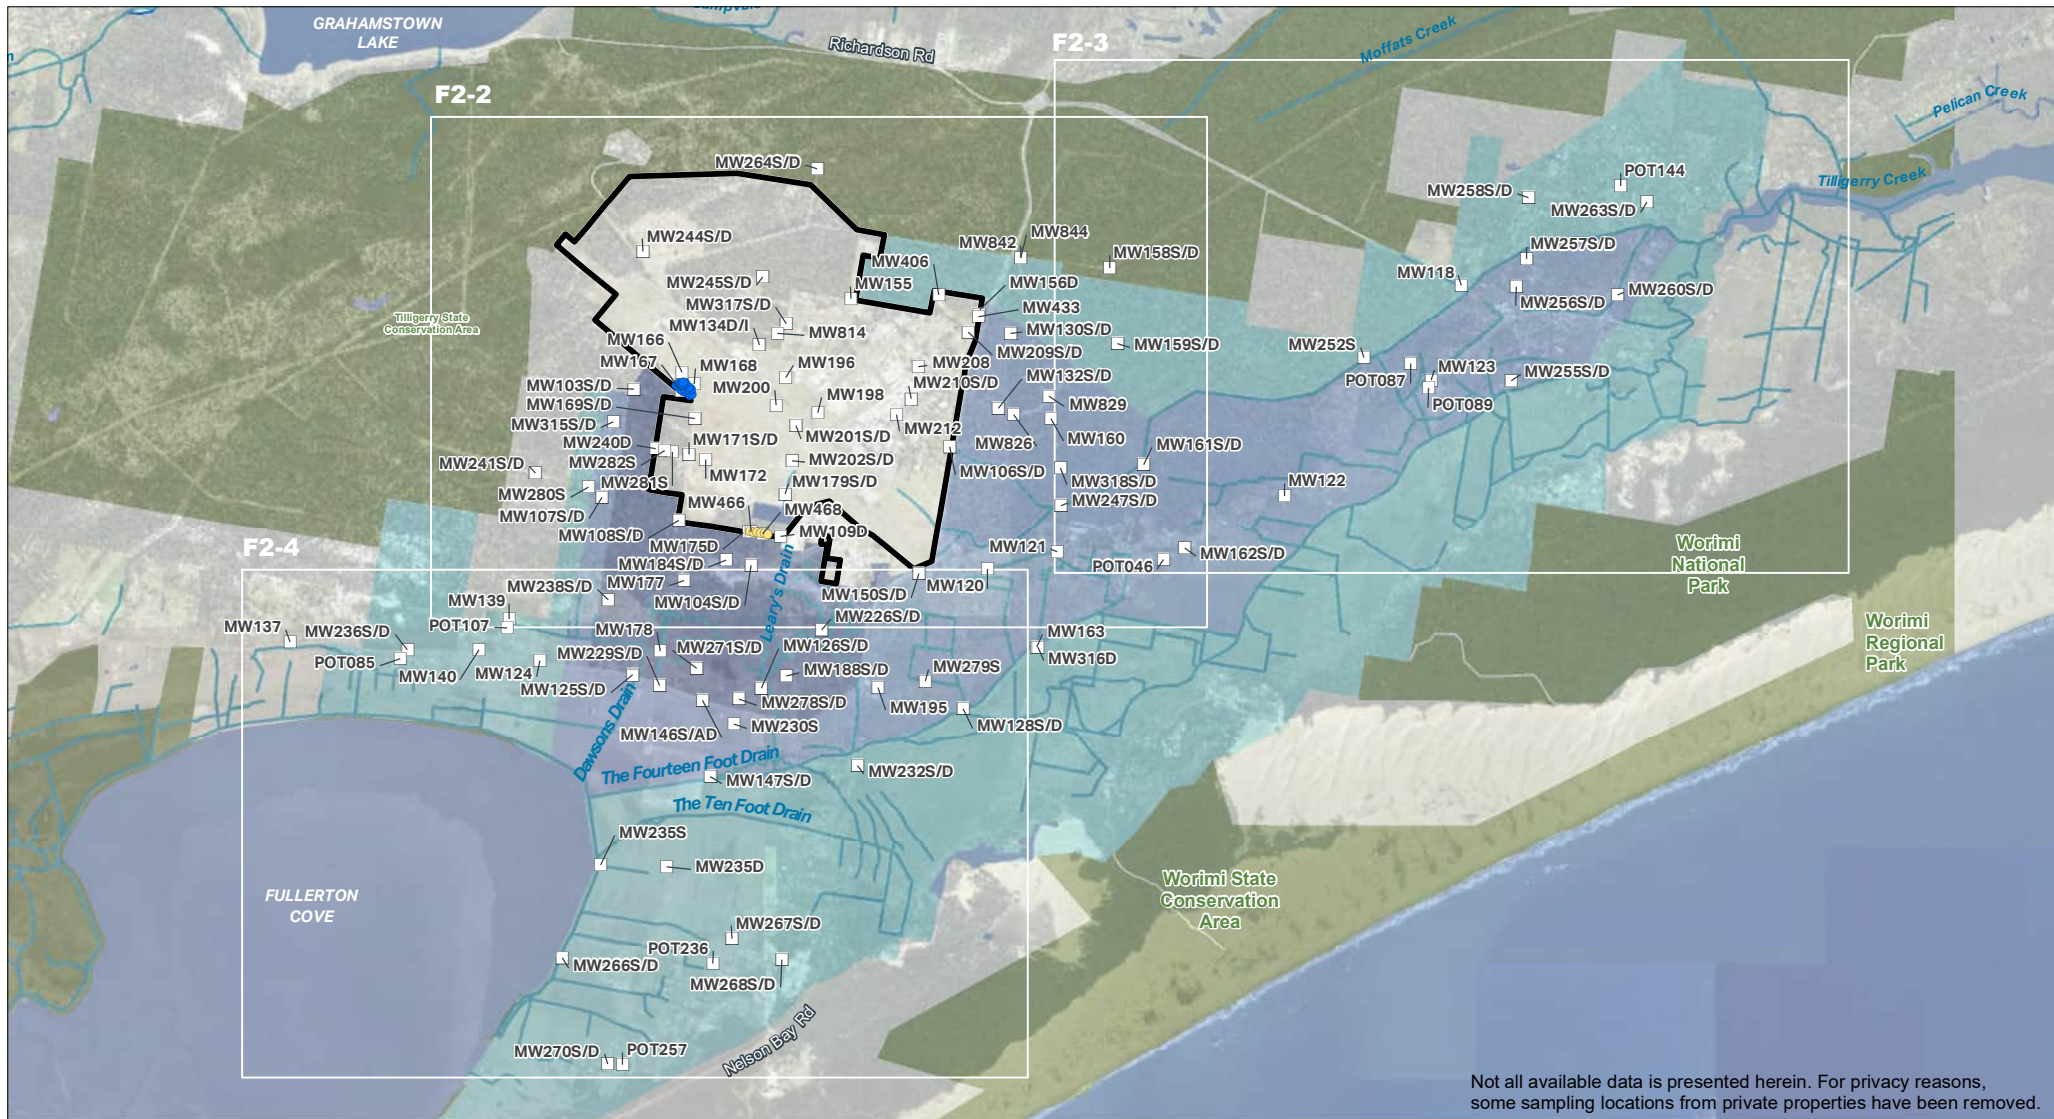 GRAHAMSTOWN
LAKE
Richardson Rd
F2-3
Moffats Creek
Pelican Creek
F2-2
MW264S/D
POT144
Tilligerry Creek
MW258S/D
MW263S/D
MW244S/D
MW842
MW844
MW158S/D
MW257S/D
MW406
MW118
MW245S/D
MW155
MW156D
MW256S/D
MW260S/D
MW317S/D
MW433
Tilligerry State
Conservation Area
MW134D/I
MW814
MW130S/D
MW166
MW159S/D
MW252S
MW209S/D
MW167
MW168
MW196
MW208
MW132S/D
POT087
MW123
MW255S/D
MW103S/D
MW200
MW210S/D
MW169S/D
MW198
MW829
POT089
MW315S/D
MW201S/D
MW212
MW826
MW160
MW240D
MW171S/D
MW161S/D
MW241S/D
MW282S
MW202S/D
MW106S/D
MW281S
MW172
MW318S/D
MW280S
MW179S/D
MW122
MW107S/D
MW466
MW468
MW247S/D
MW108S/D
MW109D
F2-4
MW175D
MW121
MW162S/D
Worimi
National
Park
MW184S/D
POT046
MW238S/D
MW177
MW120
Leary's Drain
MW104S/D
MW150S/D
MW139
MW137
MW236S/D
POT107
MW178
MW226S/D
MW163
Worimi
Regional
Park
MW271S/D
MW126S/D
MW229S/D
MW316D
POT085
MW188S/D
MW279S
MW140
MW124
MW125S/D
MW278S/D
MW195
Dawsons Drain
MW146S/AD
MW230S
MW128S/D
The Fourteen Foot Drain
MW147S/D
MW232S/D
The Ten Foot Drain
MW235S
MW235D
Worimi State
Conservation
Area
FULLERTON
COVE
MW267S/D
POT236
MW266S/D
MW268S/D
MW270S/D
POT257
Nelson Bay Rd
Not all available data is presented herein. For privacy reasons,
some sampling locations from private properties have been removed.